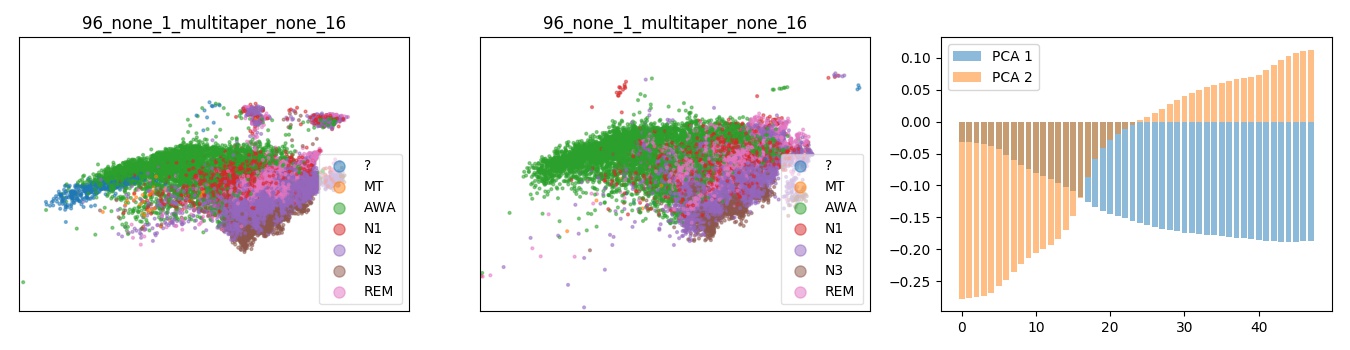 96_none_1_multitaper_none_16
?
MT
AWA
N1
N2
N3
REM
96_none_1_multitaper_none_16
?
MT
AWA
N1
N2
N3
REM
PCA 1
PCA 2
0.10
0.05
0.00
−0.05
−0.10
−0.15
−0.20
−0.25
0 10 20 30 40